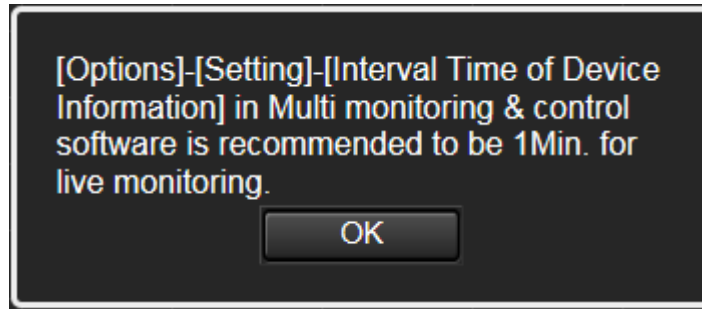 [Options]-[Setting]-[Interval Time of Device
Information] in Multi monitoring & control
software is recommended to be 1Min. for
live monitoring.
OK